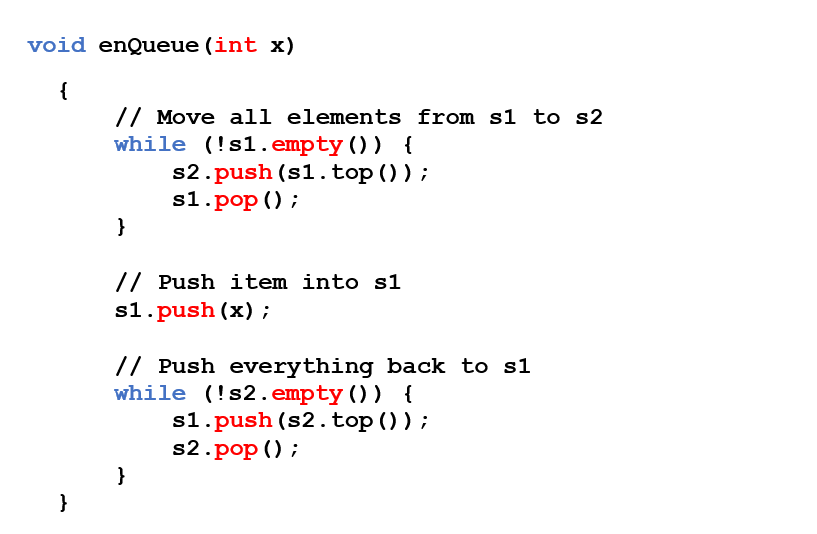 void enQueue(int x)
{
// Move all elements from s1 to s2
while (!s1.empty()) {
s2.push(s1.top());
s1.pop();
}
// Push item into s1
s1.push(x);
// Push everything back to s1
while (!s2.empty()) {
s1.push(s2.top());
s2.pop();
}
}